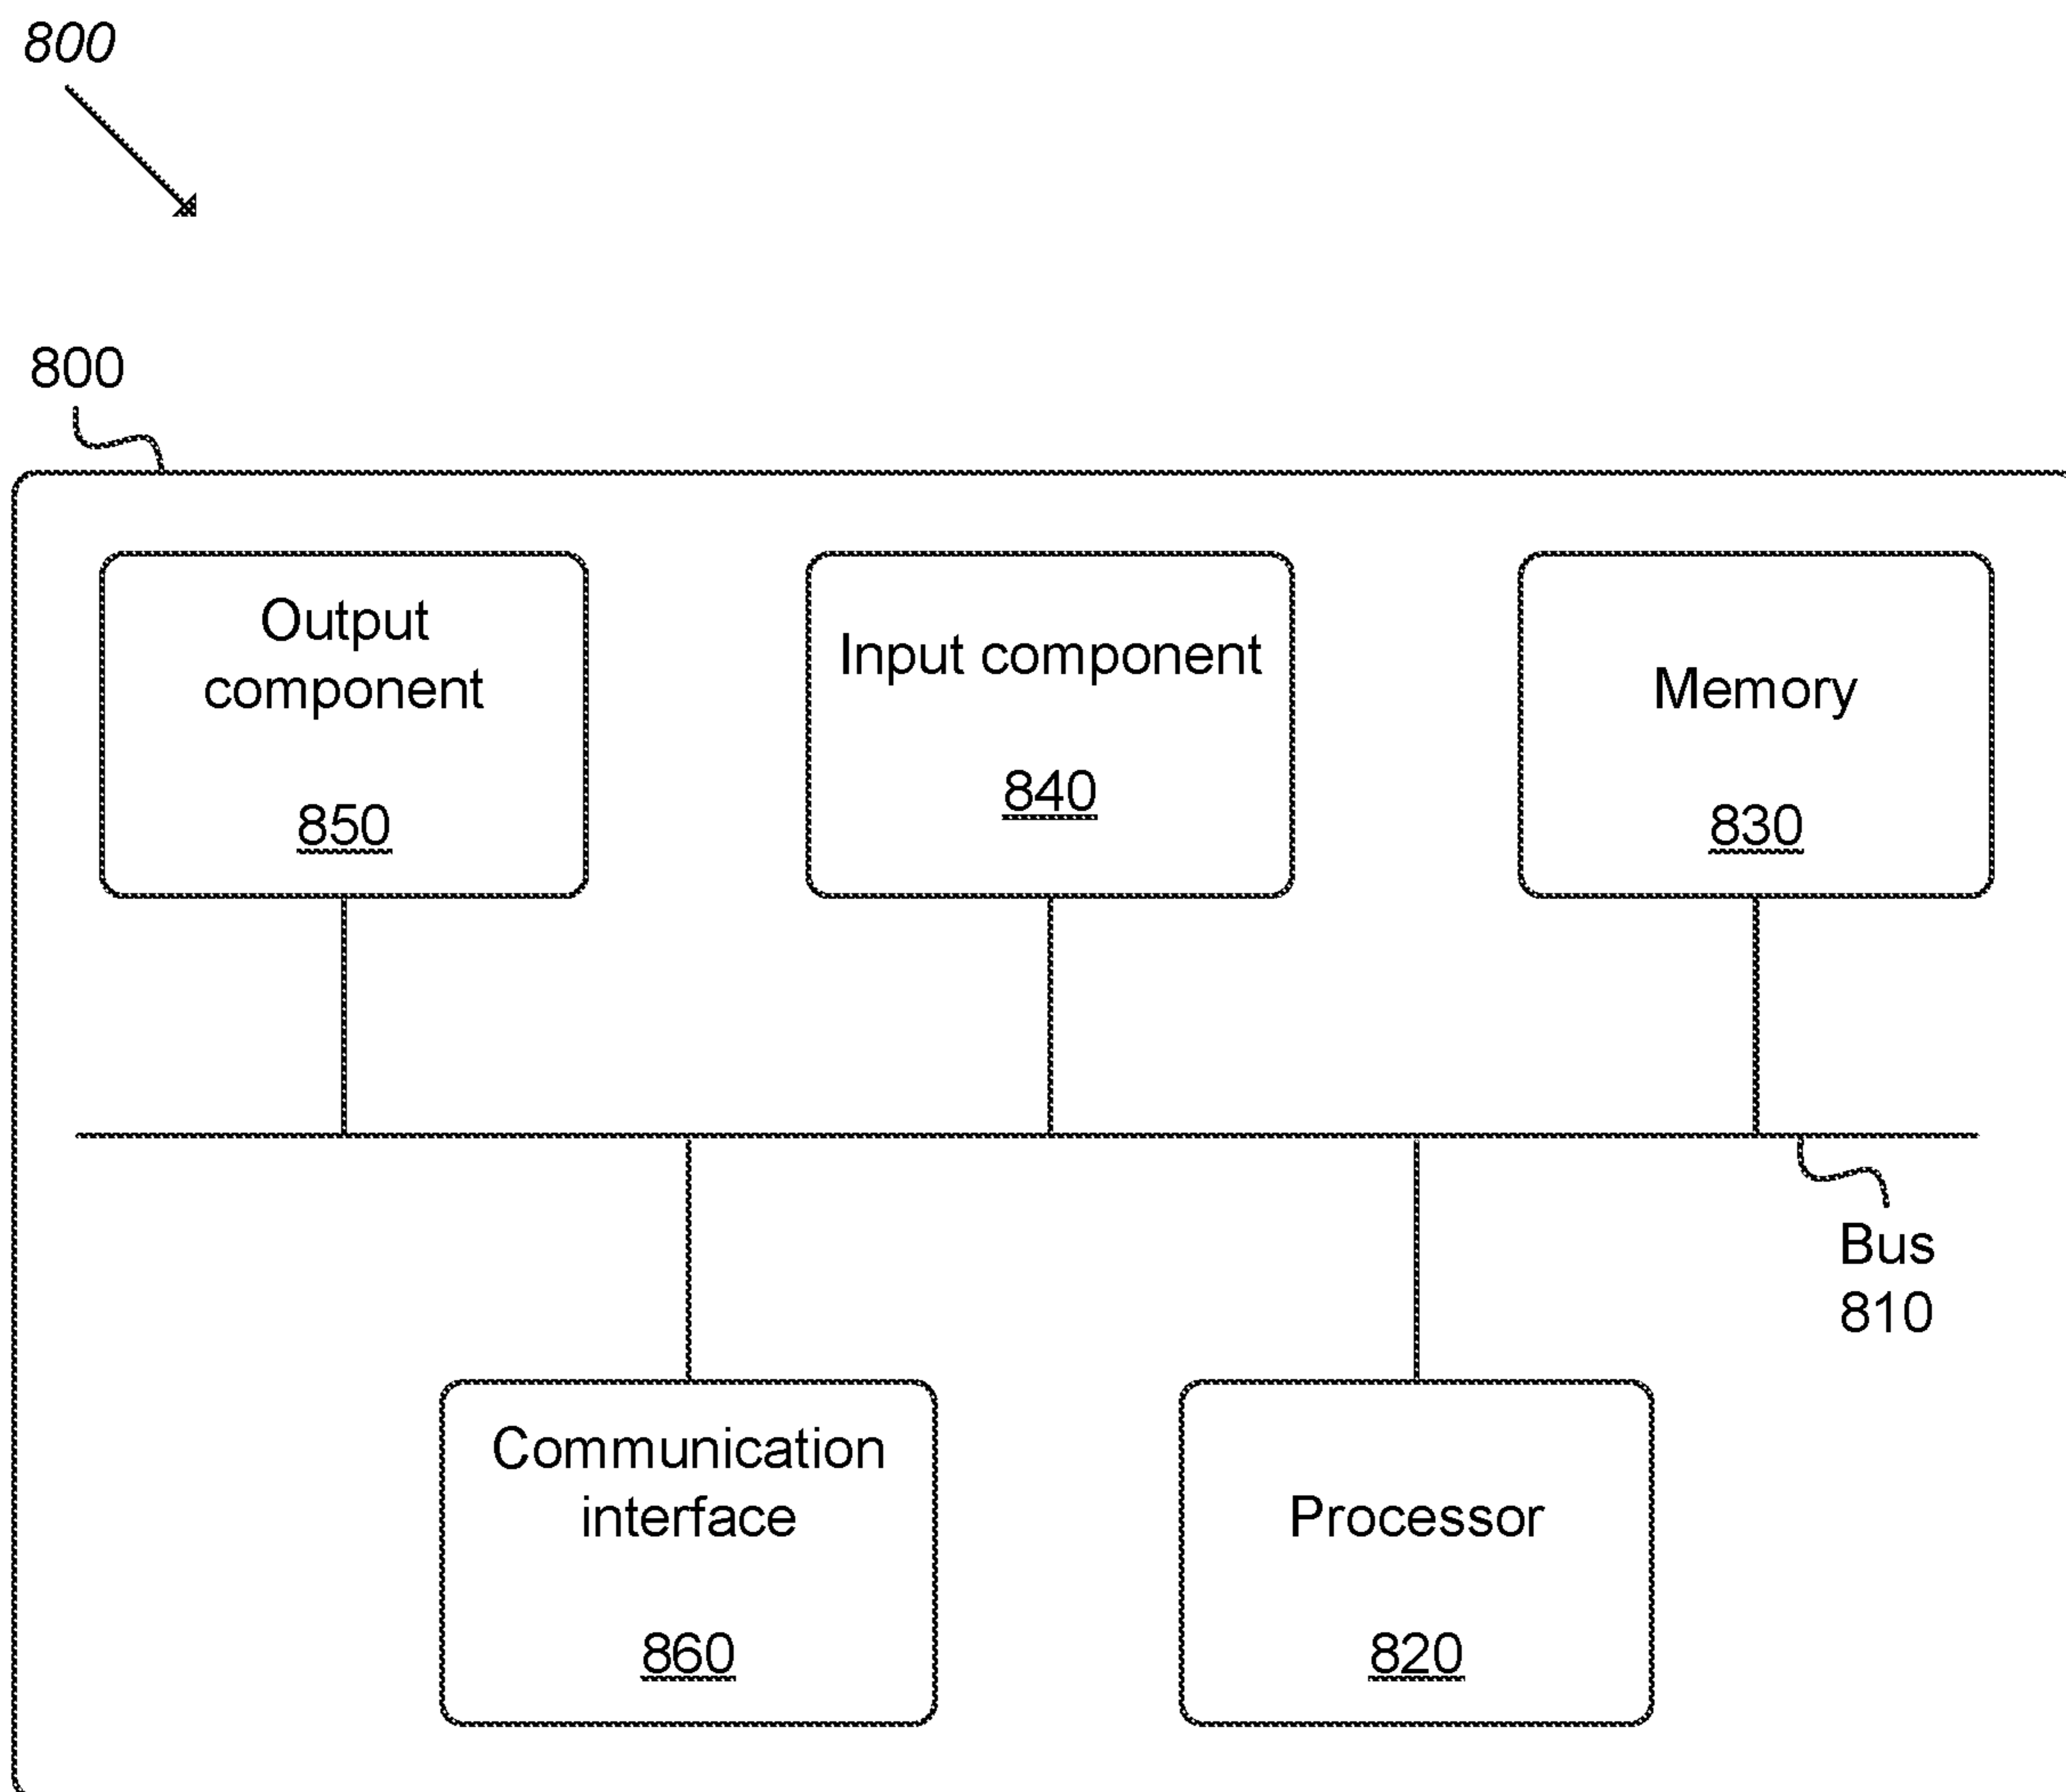 800
800
Output
component
850
Input component
840
Memory
830
Bus
810
Communication
interface
860
Processor
820